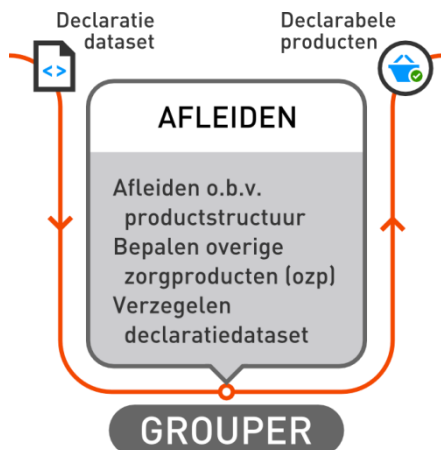 Declaratie
dataset
Declarabele
producten
<>
AFLEIDEN
Afleiden o.b.v.
productstructuur
Bepalen overige
zorgproducten (ozp)
Verzegelen
declaratiedataset
GROUPER